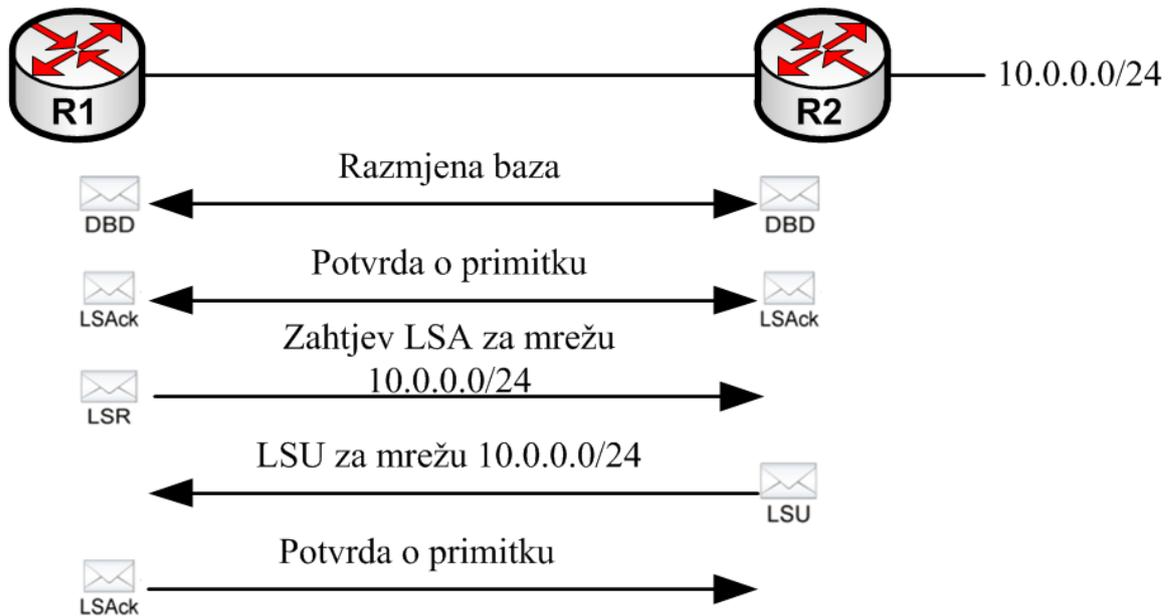 R1
R2
10.0.0.0/24
Razmjena baza
DBD
DBD
Potvrda o primitku
LSAck
LSAck
Zahtjev LSA za mrežu
10.0.0.0/24
LSR
LSU za mrežu 10.0.0.0/24
LSU
Potvrda o primitku
LSAck